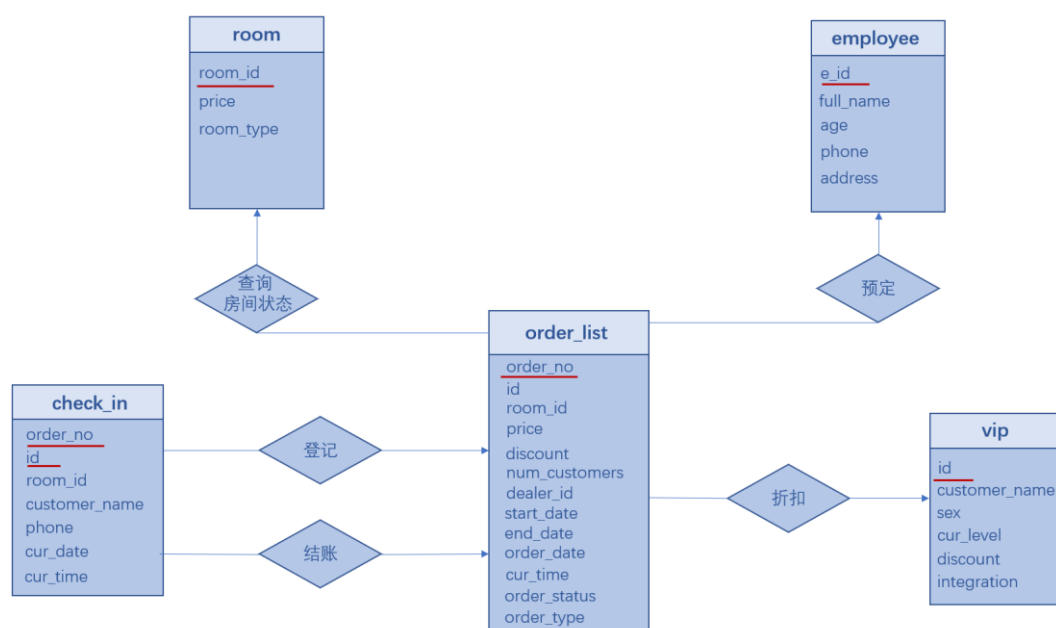 room
room_id
price
room_type
employee
e_id
full_name
age
phone
address
查询
房间状态
预定
order_list
order_no
id
room_id
price
discount
num_customers
dealer_id
start_date
end_date
order_date
cur_time
order_status
order_type
check_in
order_no
id
room_id
customer_name
phone
cur_date
cur_time
登记
结账
折扣
vip
id
customer_name
sex
cur_level
discount
integration